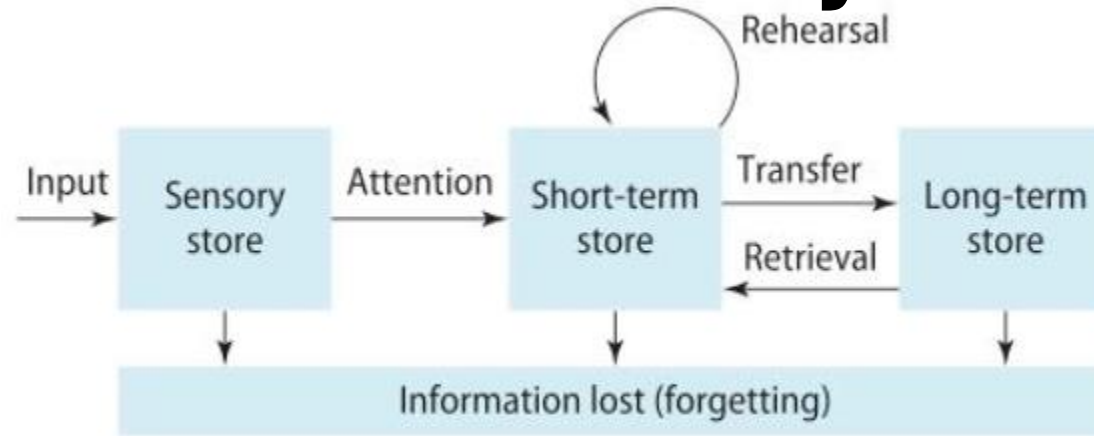 Rehearsal
Input
Sensory
store
Attention
Short-term
store
Transfer
Retrieval
Long-term
store
Information lost (forgetting)